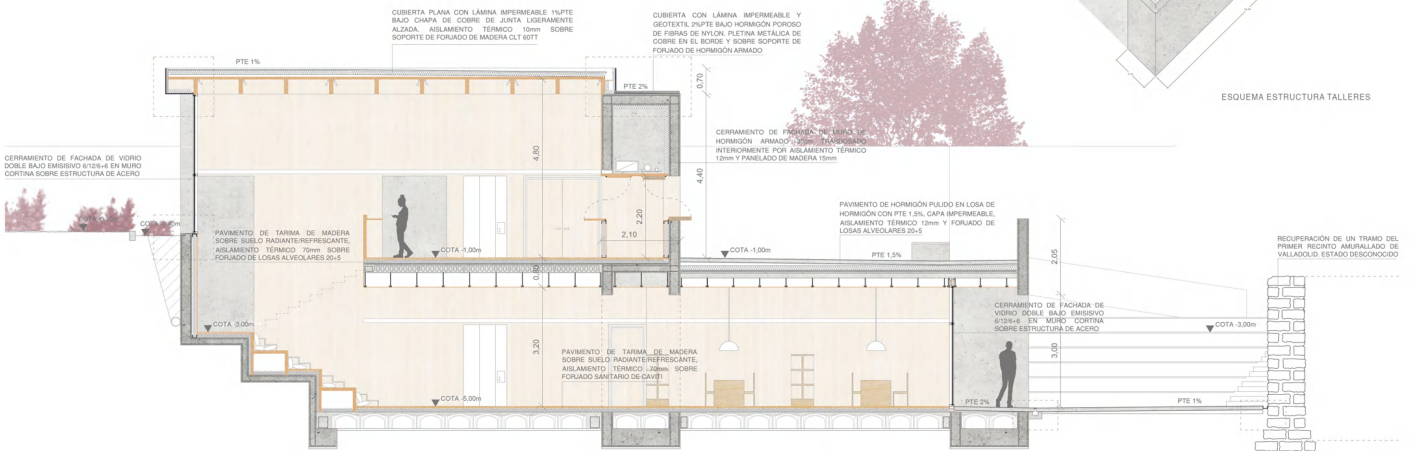 CUBIERTA PLANA CON LÁMINA IMPERMEABLE 1%PTE
BAJO CHAPA DE COBRE DE JUNTA LIGERAMENTE
ALZADA. AISLAMIENTO TÉRMICO 10mm SOBRE
SOPORTE DE FORJADO DE MADERA CLT 60TT
CUBIERTA CON LÁMINA IMPERMEABLE Y
GEOTEXTIL 2%PTE BAJO HORMIGÓN POROSO
DE FIBRAS DE NYLON. PLETINA METÁLICA DE
COBRE EN EL BORDE Y SOBRE SOPORTE DE
FORJADO DE HORMIGÓN ARMADO
PTE 1%
PTE 2%
0,70
ESQUEMA ESTRUCTURA TALLERES
CERRAMIENTO DE FACHADA DE MURO DE
HORMIGÓN ARMADO TRASDOSADO
INTERIORMENTE POR AISLAMIENTO TÉRMICO
12mm Y PANELADO DE MADERA 15mm
CERRAMIENTO DE FACHADA DE VIDRIO
DOBLE BAJO EMISISIVO 6/12/6+6 EN MURO
CORTINA SOBRE ESTRUCTURA DE ACERO
4,80
4,40
2,20
2,10
PAVIMENTO DE HORMIGÓN PULIDO EN LOSA DE
HORMIGÓN CON PTE 1,5%, CAPA IMPERMEABLE,
AISLAMIENTO TÉRMICO 12mm Y FORJADO DE
LOSAS ALVEOLARES 20+5
PAVIMENTO DE TARIMA DE MADERA
SOBRE SUELO RADIANTE/REFRESCANTE,
AISLAMIENTO TÉRMICO 70mm SOBRE
FORJADO DE LOSAS ALVEOLARES 20+5
COTA
COTA
COTA -1,00m
COTA -1,00m
PTE 1,5%
2,05
RECUPERACIÓN DE UN TRAMO DEL
PRIMER RECINTO AMURALLADO DE
VALLADOLID. ESTADO DESCONOCIDO
0,80
CERRAMIENTO DE FACHADA DE
VIDRIO DOBLE BAJO EMISISIVO
6/12/6+6 EN MURO CORTINA
SOBRE ESTRUCTURA DE ACERO
COTA -3,00m
COTA -3,00m
3,20
3,00
PAVIMENTO DE TARIMA DE MADERA
SOBRE SUELO RADIANTE/REFRESCANTE,
AISLAMIENTO TÉRMICO 70mm SOBRE
FORJADO SANITARIO DE CAVITI
COTA -5,00m
PTE 2%
PTE 1%